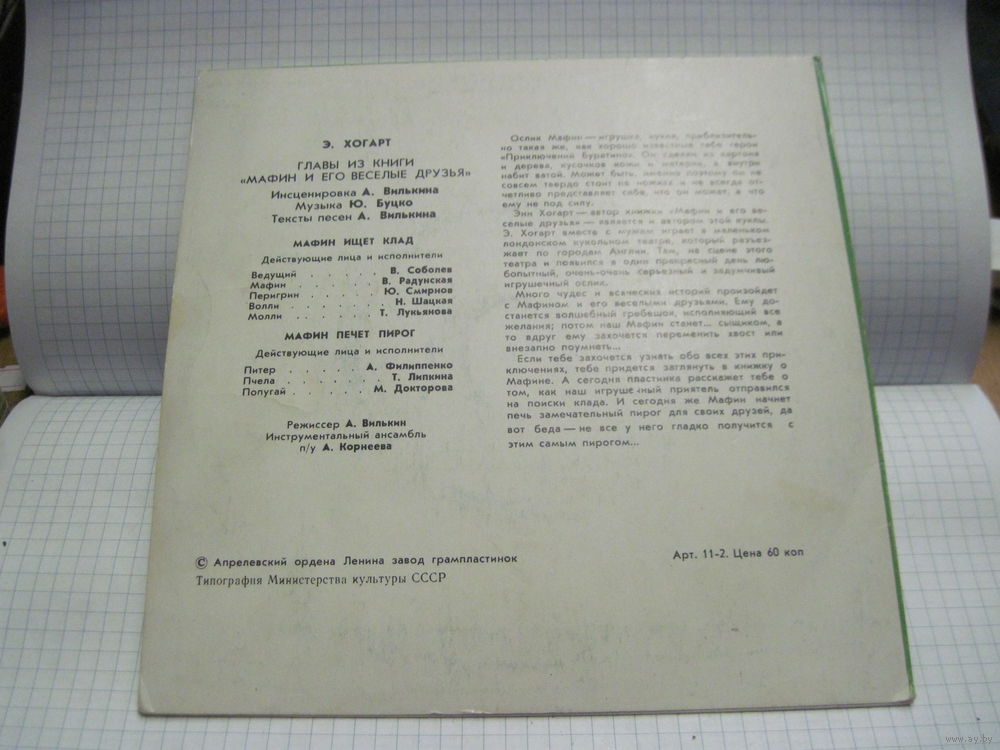 Э. ХОГАРТ
ГЛАВЫ ИЗ КНИГИ
«МАФИН И ЕГО ВЕСЕЛЫЕ ДРУЗЬЯ»
Инсценировка А. Вилькина
Музыка Ю. Буцко
Тексты песен А. Вилькина
МАФИН ИЩЕТ КЛАД
Действующие лица и исполнители
Ведущий . . . . . В. Соболев
Мафин . . . . . . В. Радунская
Перигрин . . . . . Ю. Смирнов
Волли . . . . . . Н. Шацкая
Молли . . . . . . Т. Лукьянова
МАФИН ПЕЧЕТ ПИРОГ
Действующие лица и исполнители
Питер . . . . . А. Филиппенко
Пчела . . . . . . Т. Липкина
Попугай . . . . . М. Докторова
Режиссер А. Вилькин
Инструментальный ансамбль
п/у А. Корнеева
Ослик Мафин — игрушка, кукла, приблизитель-
но такая же, как хорошо известные тебе герои
«Приключений Буратино». Он сделан из картона
и дерева, кусочков кожи и материи, а внутри
набит ватой. Может быть, именно поэтому он не
совсем твердо стоит на ножках и не всегда от-
четливо представляет себе, что он может, а что
ему не под силу.
Энн Хогарт — автор книжки «Мафин и его ве-
селые друзья» — является и автором этой куклы.
Э. Хогарт вместе с мужем играет в маленьком
лондонском кукольном театре, который разъез-
жает по городам Англии. Там, на сцене этого
театра и появился в один прекрасный день лю-
бопытный, очень-очень серьезный и задумчивый
игрушечный ослик.
Много чудес и всяческих историй произойдет
с Мафином и его веселыми друзьями. Ему до-
станется волшебный гребешок, исполняющий все
желания; потом наш Мафин станет... сыщиком, а
то вдруг ему захочется переменить хвост или
внезапно поумнеть...
Если тебе захочется узнать обо всех этих при-
ключениях, тебе придется заглянуть в книжку о
Мафине. А сегодня пластинка расскажет тебе о
том, как наш игрушечный приятель отправился
на поиски клада. И сегодня же Мафин начнет
печь замечательный пирог для своих друзей, да
вот беда — не все у него гладко получится с
этим самым пирогом...
© Апрелевский ордена Ленина завод грампластинок
Типография Министерства культуры СССР
Арт. 11-2. Цена 60 коп
www.ay.by